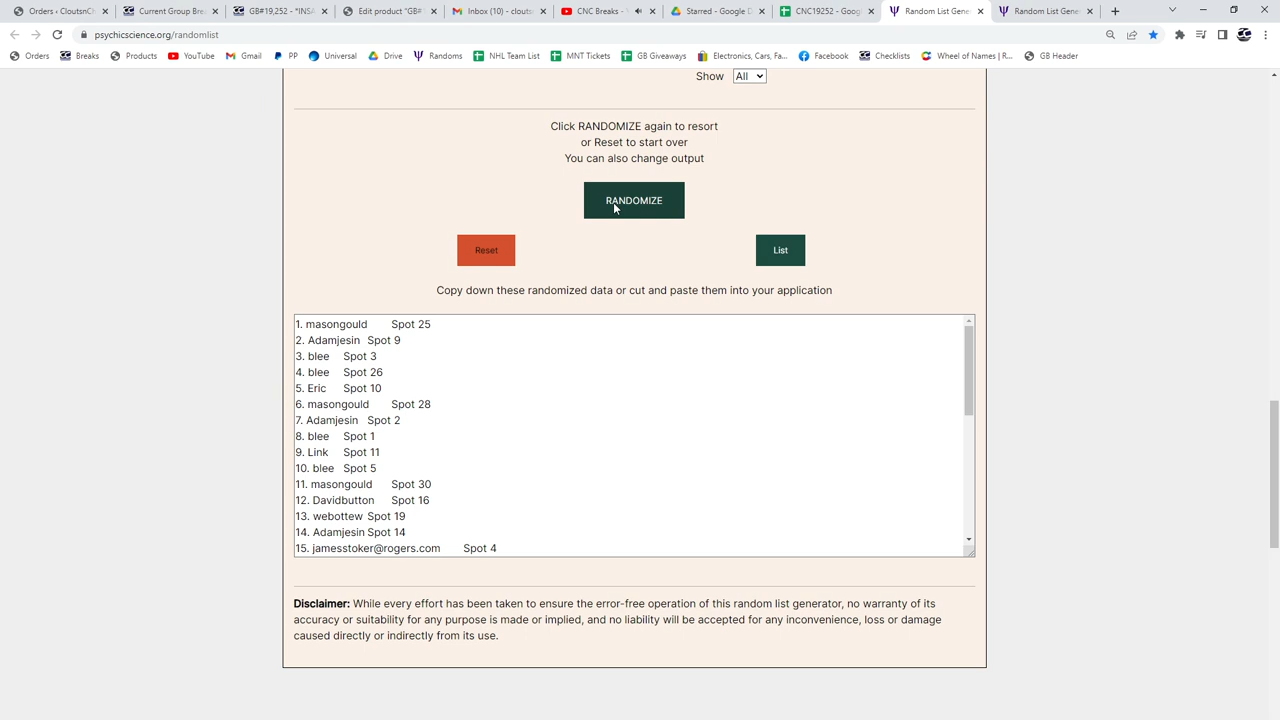 Orders ‹ CloutsnCh
Current Group Brea
GB#19,252 - "INSA
Edit product "GB#
Inbox (10) - clouts
CNC Breaks -
Starred - Google D
CNC19252 - Googl
Random List Gener
Random List Gener
psychicscience.org/randomlist
Orders
Breaks
Products
YouTube
Gmail
PP
Universal
Drive
Randoms
NHL Team List
MNT Tickets
GB Giveaways
Electronics, Cars, Fa...
Facebook
Checklists
Wheel of Names | R...
GB Header
Show All
Click RANDOMIZE again to resort
or Reset to start over
You can also change output
RANDOMIZE
Reset
List
Copy down these randomized data or cut and paste them into your application
1. masongould Spot 25
2. Adamjesin Spot 9
3. blee Spot 3
4. blee Spot 26
5. Eric Spot 10
6. masongould Spot 28
7. Adamjesin Spot 2
8. blee Spot 1
9. Link Spot 11
10. blee Spot 5
11. masongould Spot 30
12. Davidbutton Spot 16
13. webottew Spot 19
14. Adamjesin Spot 14
15. jamesstoker@rogers.com Spot 4
Disclaimer: While every effort has been taken to ensure the error-free operation of this random list generator, no warranty of its
accuracy or suitability for any purpose is made or implied, and no liability will be accepted for any inconvenience, loss or damage
caused directly or indirectly from its use.